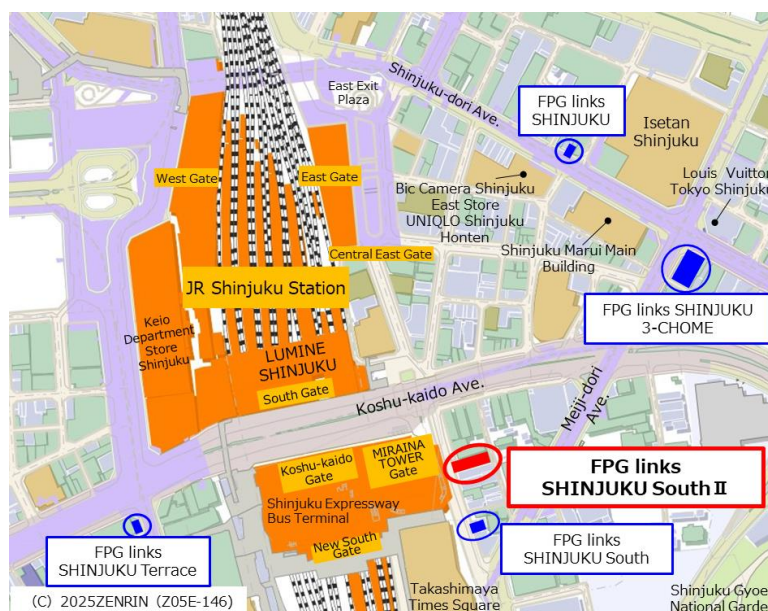 Shinjuku-dori Ave.
East Exit
Plaza
FPG links
SHINJUKU
Isetan
Shinjuku
West Gate
East Gate
Bic Camera Shinjuku
East Store
UNIQLO Shinjuku
Honten
Louis Vuitton
Tokyo Shinjuku
Shinjuku Marui Main
Building
Central East Gate
JR Shinjuku Station
FPG links SHINJUKU
3-CHOME
Keio
Department
Store
Shinjuku
LUMINE
SHINJUKU
South Gate
Koshu-kaido Ave.
Meiji-dori
Ave.
Koshu-kaido
Gate
MIRAINA
TOWER
Gate
FPG links
SHINJUKU South Ⅱ
Shinjuku Expressway
Bus Terminal
New South
Gate
FPG links
SHINJUKU Terrace
FPG links
SHINJUKU South
Takashimaya
Times Square
Shinjuku Gyoe
National Garde
(C) 2025ZENRIN (Z05E-146)